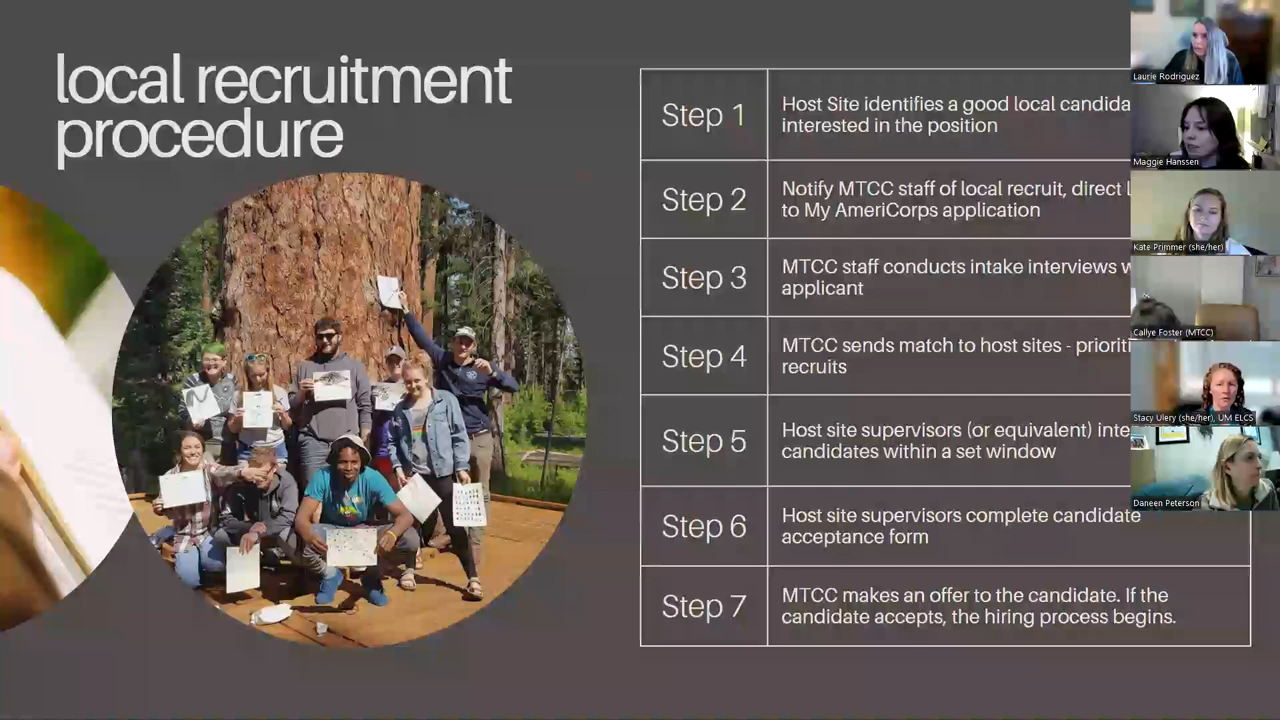 local recruitment
procedure
Step 1
Host Site identifies a good local
interested in the position
Step 2
Notify MTCC staff of local recruit, direct
to My AmeriCorps application
Step 3
MTCC staff conducts intake interviews
applicant
Step 4
MTCC sends match to host sites -
recruits
Step 5
Host site supervisors (or equivalent)
candidates within a set window
Step 6
Host site supervisors complete candidate
acceptance form
Step 7
MTCC makes an offer to the candidate. If the
candidate accepts, the hiring process begins.
Laurie Rodriguez
Maggie Hanssen
Kate Primmer (she/her)
Callye Foster (MTCC)
Stacy Ulery (she/her), UM ELCS
Daneen Peterson